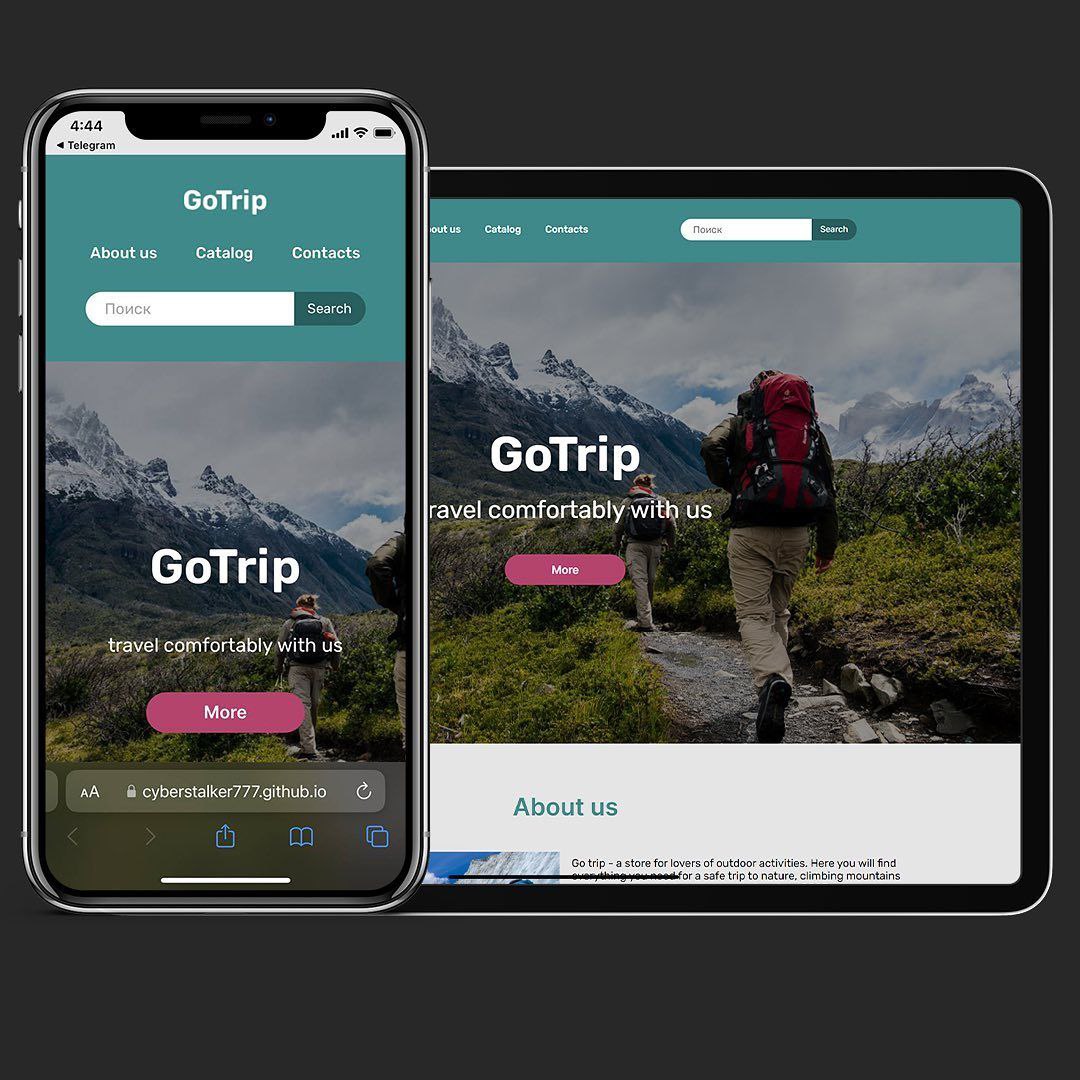 4:44
◀ Telegram
GoTrip
About us Catalog Contacts
Поиск Search
GoTrip
travel comfortably with us
More
AA cyberstalker777.github.io
out us Catalog Contacts
Поиск Search
GoTrip
ravel comfortably with us
More
About us
Go trip - a store for lovers of outdoor activities. Here you will find
everything you need for a safe trip to nature, climbing mountains